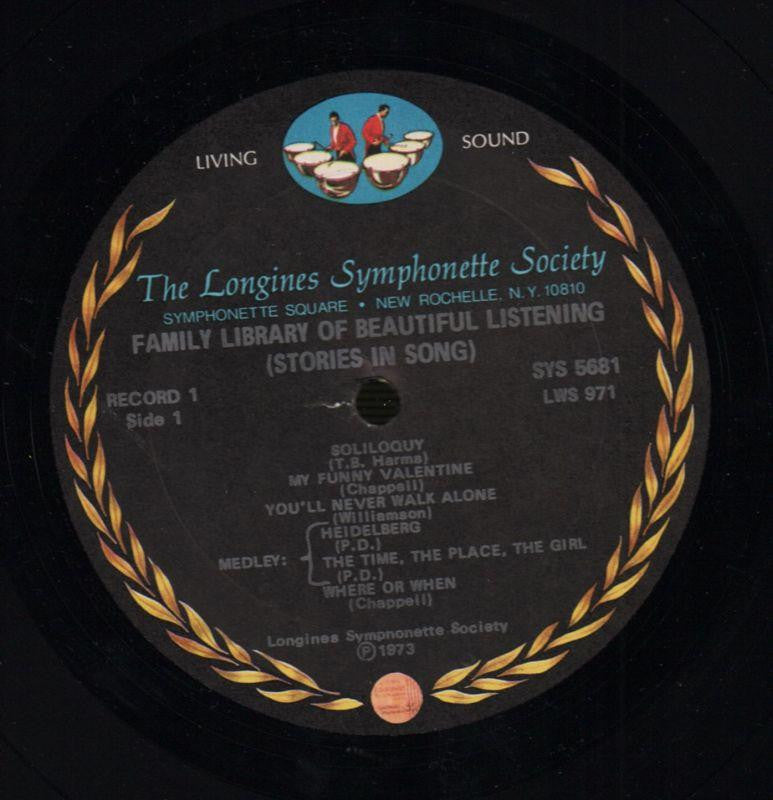 LIVING SOUND
The Longines Symphonette Society
SYMPHONETTE SQUARE • NEW ROCHELLE, N.Y. 10810
FAMILY LIBRARY OF BEAUTIFUL LISTENING
(STORIES IN SONG)
RECORD 1
Side 1
SYS 5681
LWS 971
SOLILOQUY
(T.B. Harms)
MY FUNNY VALENTINE
(Chappell)
YOU'LL NEVER WALK ALONE
(Williamson)
MEDLEY:
HEIDELBERG
(P.D.)
THE TIME, THE PLACE, THE GIRL
(P.D.)
WHERE OR WHEN
(Chappell)
Longines Symphonette Society
Ⓟ1973